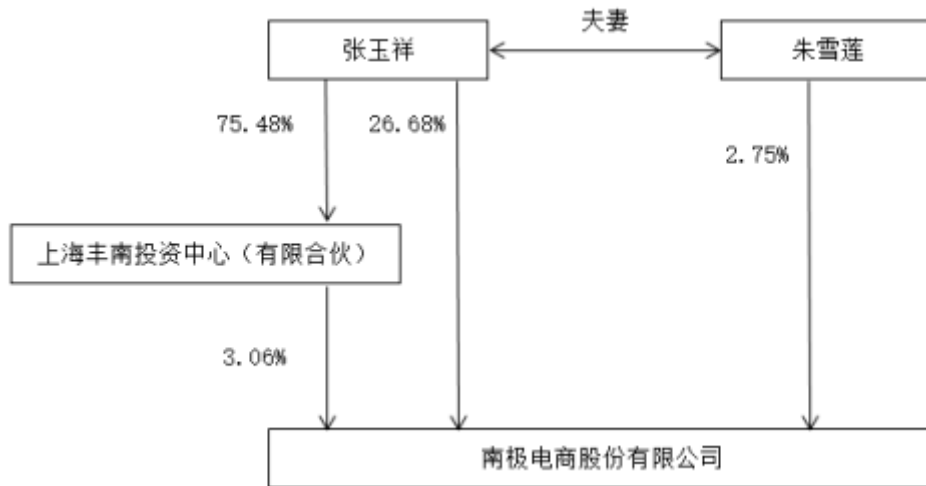 夫妻
张玉祥
朱雪莲
75.48%
26.68%
2.75%
上海丰南投资中心（有限合伙）
3.06%
南极电商股份有限公司